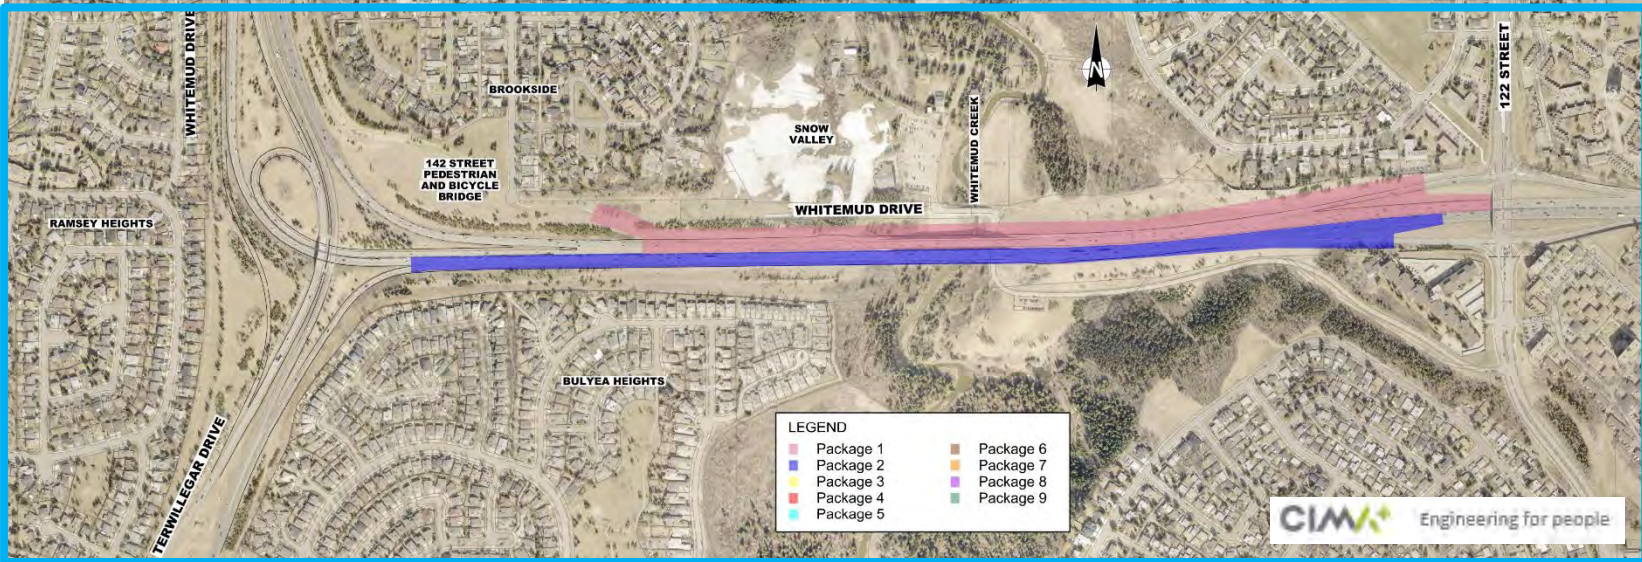 WHITEMUD DRIVE
BROOKSIDE
SNOW
VALLEY
WHITEMUD CREEK
N
122 STREET
142 STREET
PEDESTRIAN
AND BICYCLE
BRIDGE
WHITEMUD DRIVE
RAMSEY HEIGHTS
BULYEA HEIGHTS
TERWILLEGAR DRIVE
LEGEND
Package 1
Package 2
Package 3
Package 4
Package 5
Package 6
Package 7
Package 8
Package 9
CIMA+
Engineering for people